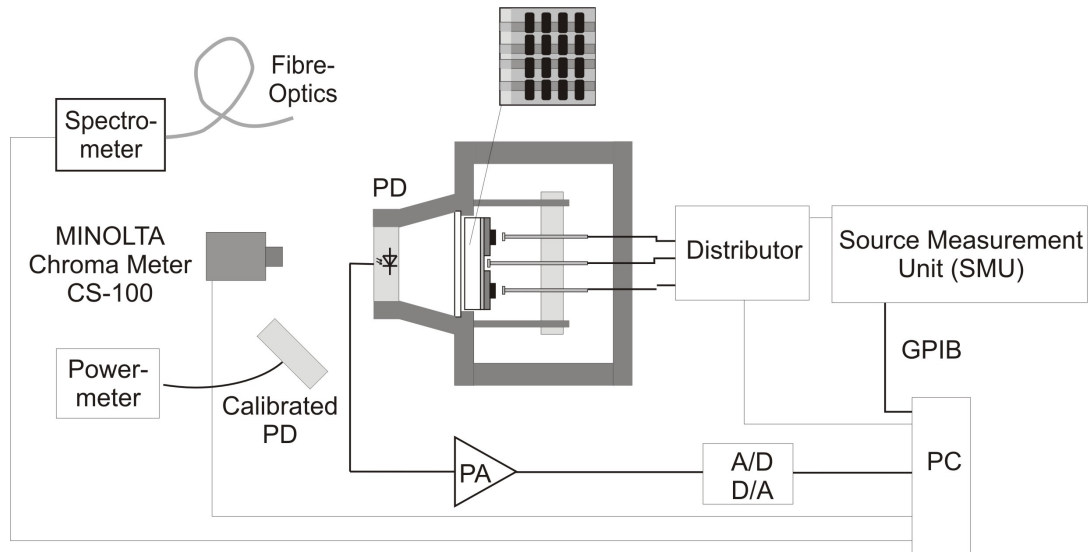 Fibre-
Optics
Spectro-
meter
PD
MINOLTA
Chroma Meter
CS-100
Distributor
Source Measurement
Unit (SMU)
GPIB
Power-
meter
Calibrated
PD
PA
A/D
D/A
PC